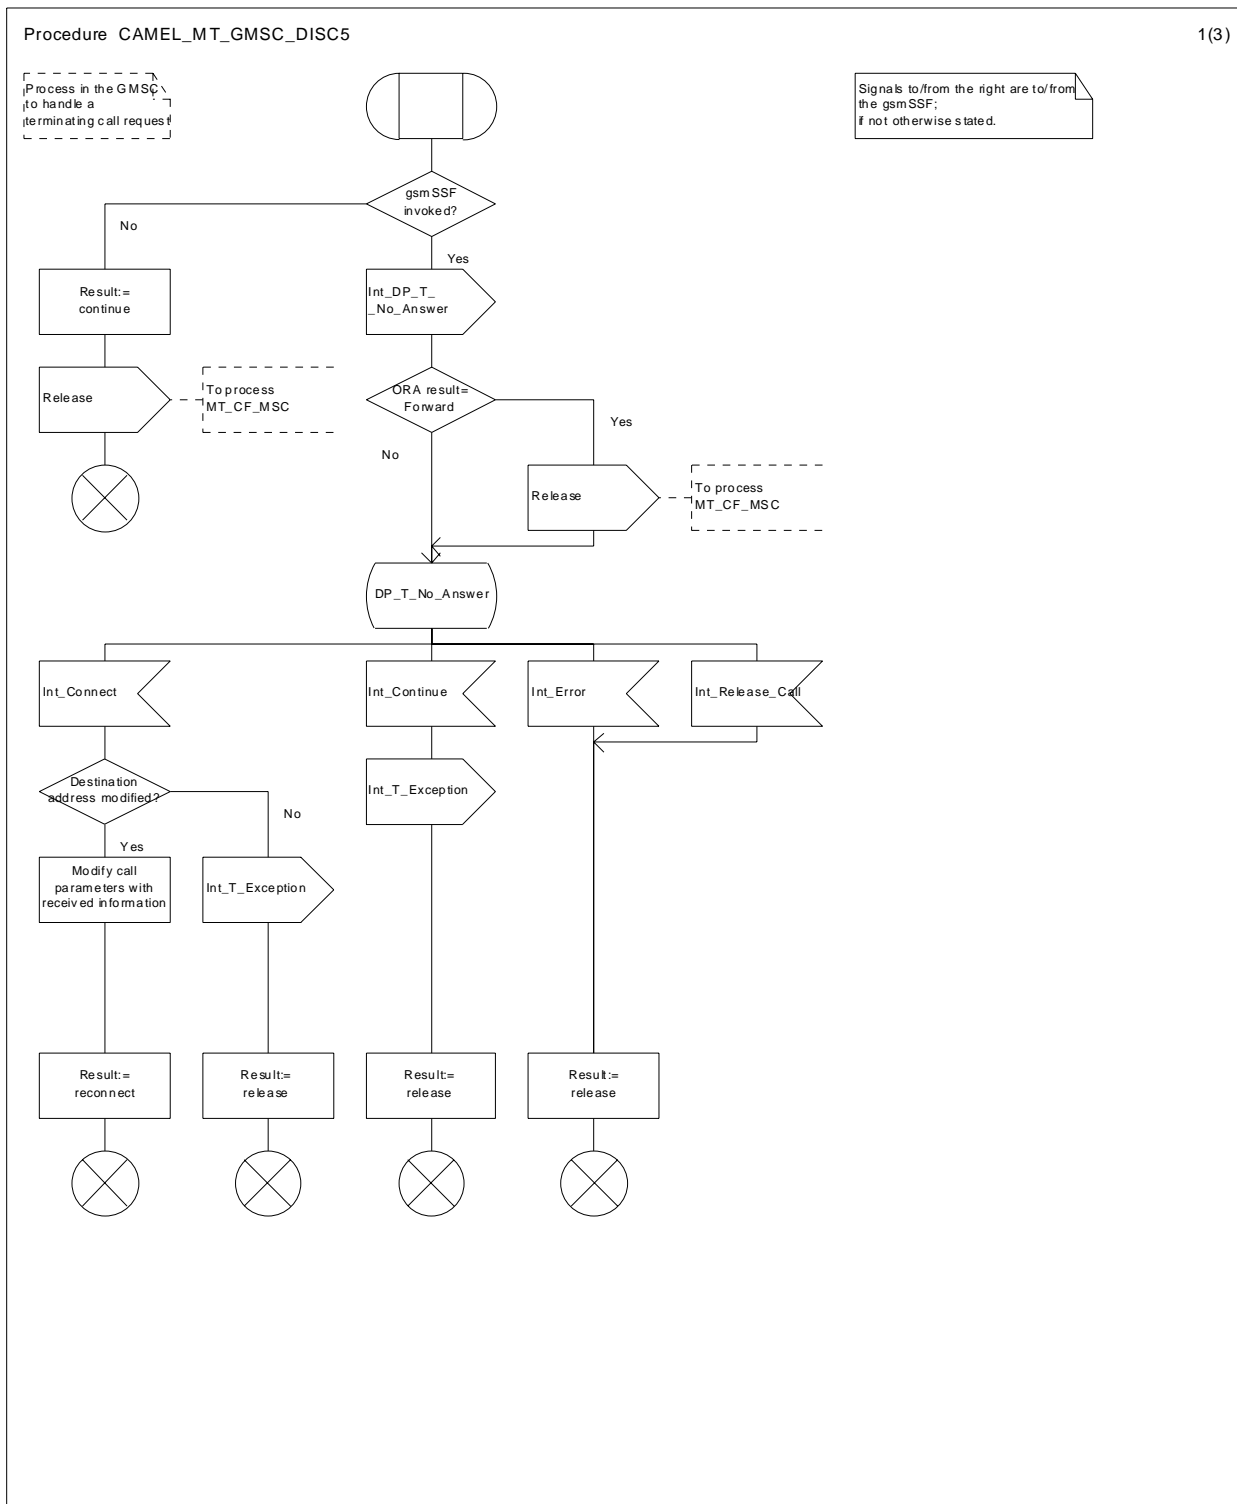 Procedure CAMEL_MT_GMSC_DISC5
1(3)
Process in the GMSC
to handle a
terminating call request
Signals to/from the right are to/from
the gsmSSF;
if not otherwise stated.
gsmSSF
invoked?
No
Yes
Result:=
continue
Int_DP_T_
_No_Answer
Release
To process
MT_CF_MSC
ORA result=
Forward
Yes
No
Release
To process
MT_CF_MSC
DP_T_No_Answer
Int_Connect
Int_Continue
Int_Error
Int_Release_Call
Destination
address modified?
No
Yes
Int_T_Exception
Modify call
parameters with
received information
Int_T_Exception
Result:=
reconnect
Result:=
release
Result:=
release
Result:=
release